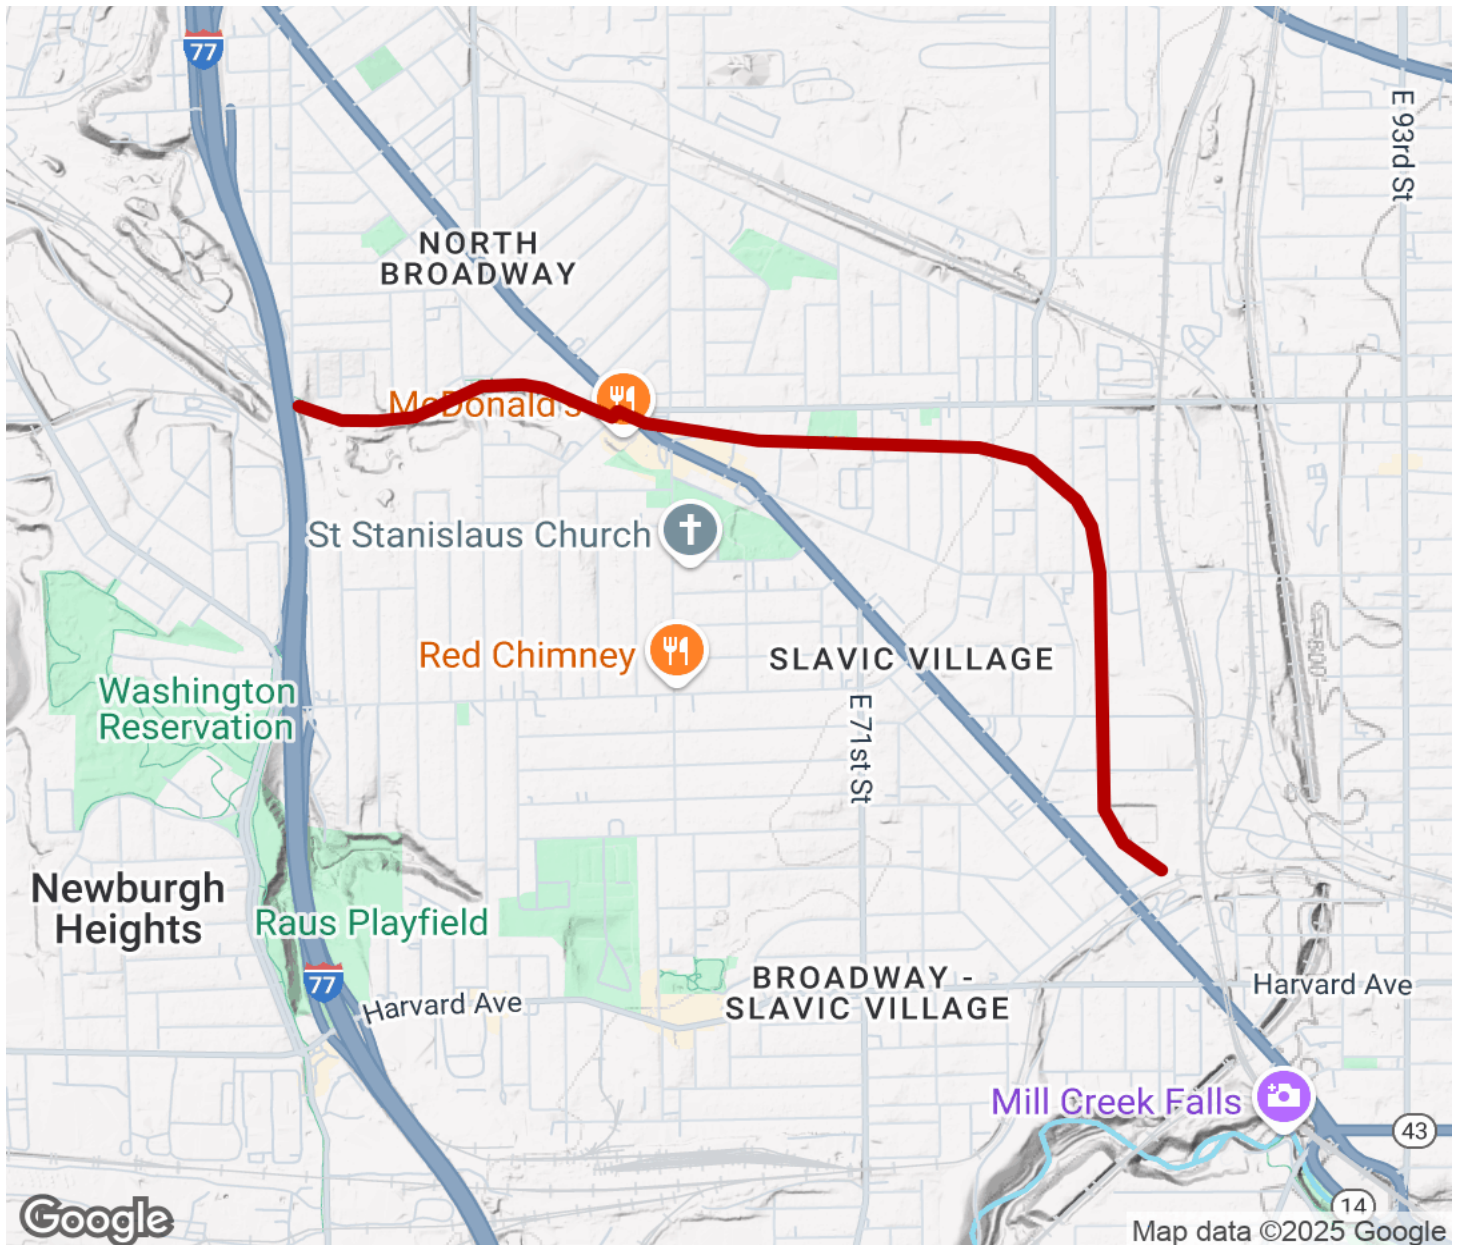 77
E 93rd St
NORTH
BROADWAY
McDonald's
St Stanislaus Church
Red Chimney
SLAVIC VILLAGE
Washington
Reservation
E 71st St
Newburgh
Heights
Raus Playfield
77
BROADWAY -
SLAVIC VILLAGE
Harvard Ave
Harvard Ave
Mill Creek Falls
43
14
Google
Map data ©2025 Google